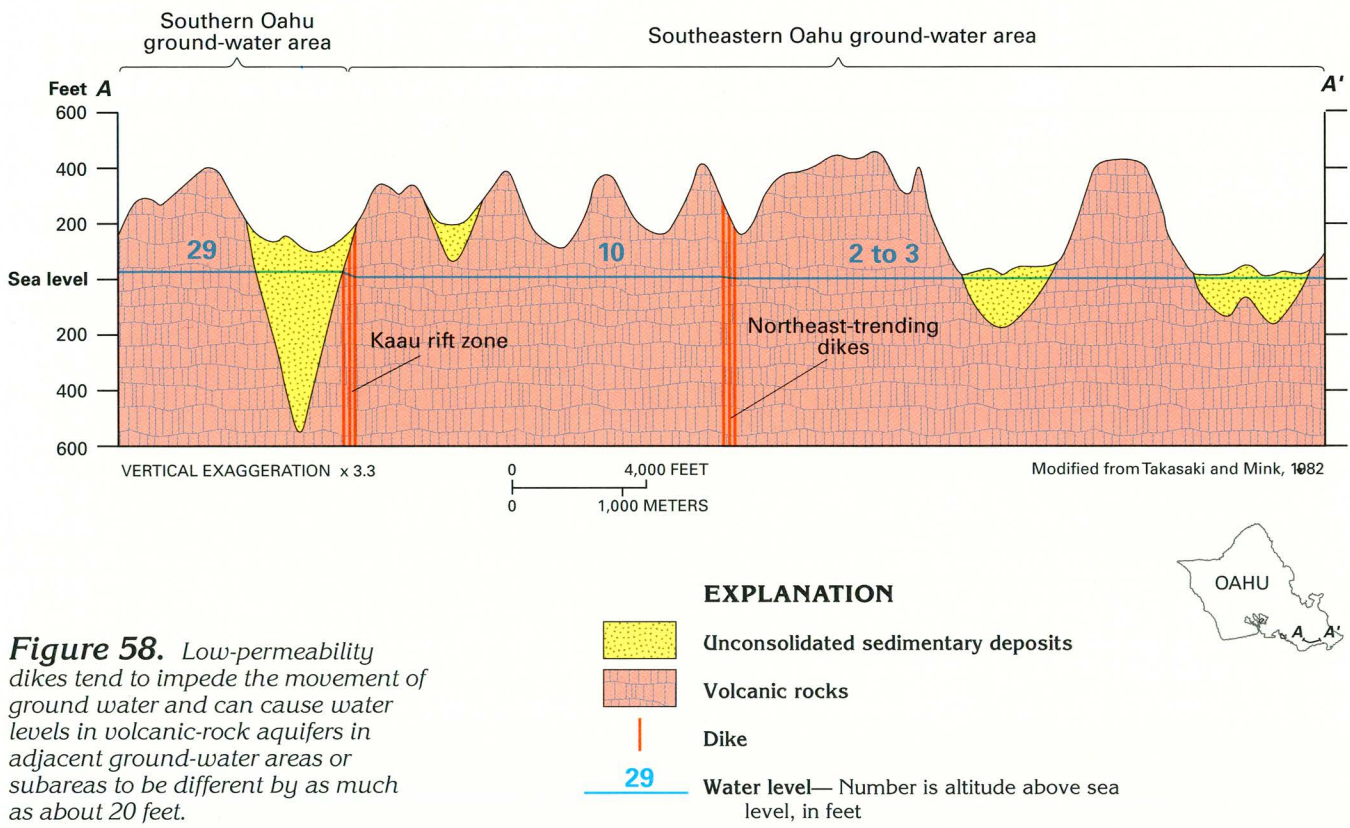 Southern Oahu
ground-water area
Southeastern Oahu ground-water area
Feet A
A'
600
400
200
Sea level
200
400
600
29
10
2 to 3
Kaau rift zone
Northeast-trending
dikes
VERTICAL EXAGGERATION x 3.3
0 4,000 FEET
0 1,000 METERS
Modified from Takasaki and Mink, 1982
OAHU
A A'
EXPLANATION
Unconsolidated sedimentary deposits
Volcanic rocks
Dike
29
Water level— Number is altitude above sea
level, in feet
Figure 58. Low-permeability
dikes tend to impede the movement of
ground water and can cause water
levels in volcanic-rock aquifers in
adjacent ground-water areas or
subareas to be different by as much
as about 20 feet.